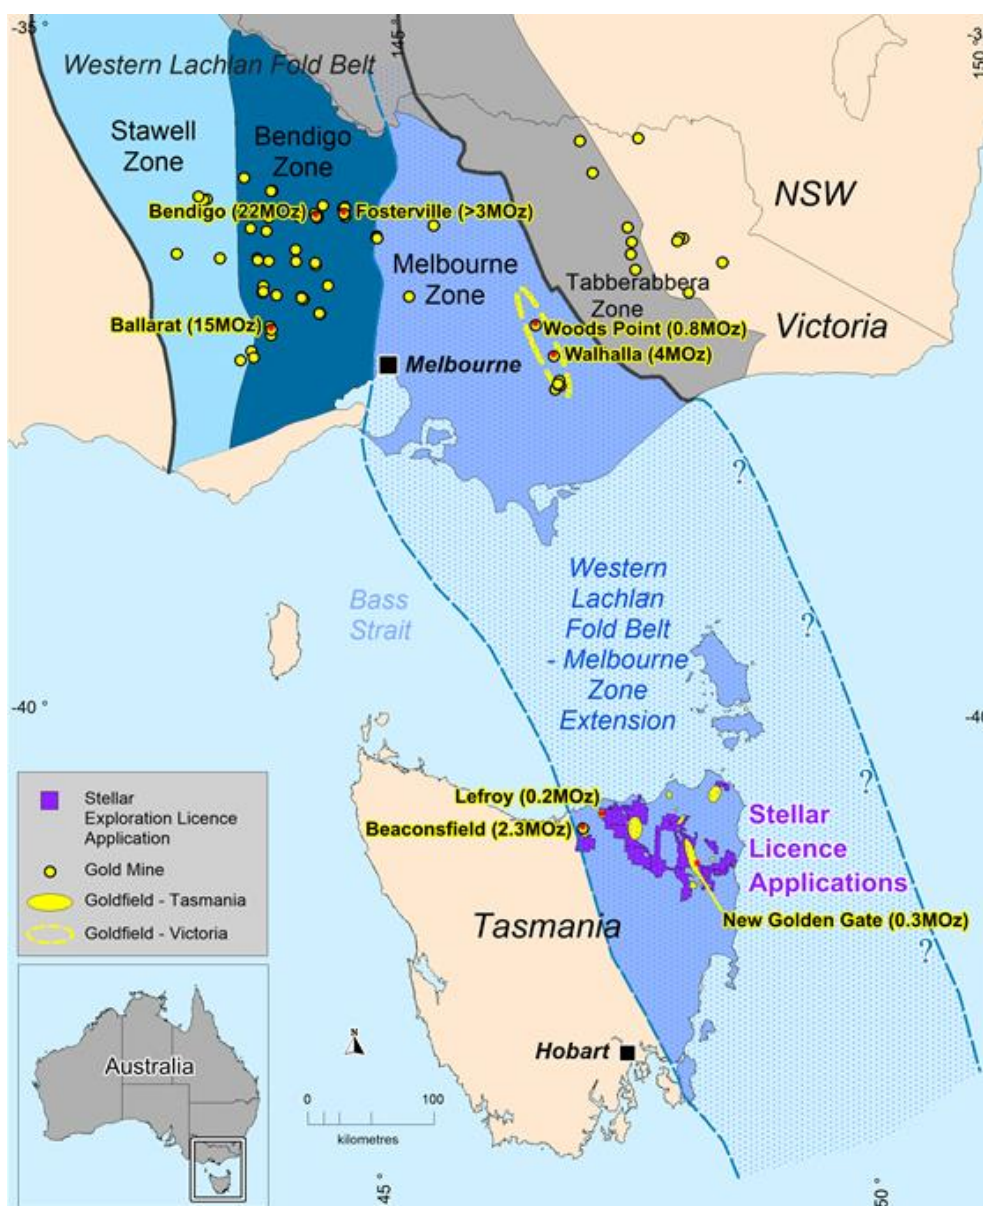 -35 °
145 °
-3
150 °
Western Lachlan Fold Belt
Stawell
Zone
Bendigo
Zone
NSW
Bendigo (22MOz)
Fosterville (>3MOz)
Melbourne
Zone
Tabberabbera
Zone
Ballarat (15MOz)
Woods Point (0.8MOz)
Victoria
Walhalla (4MOz)
Melbourne
?
Western
Lachlan
Fold Belt
- Melbourne
Zone
Extension
Bass
Strait
?
-40 °
-40
?
Stellar
Exploration Licence
Application
Gold Mine
Goldfield - Tasmania
Goldfield - Victoria
Lefroy (0.2MOz)
Beaconsfield (2.3MOz)
Stellar
Licence
Applications
New Golden Gate (0.3MOz)
Tasmania
?
Australia
N
Hobart
0
100
kilometres
45 °
50 °